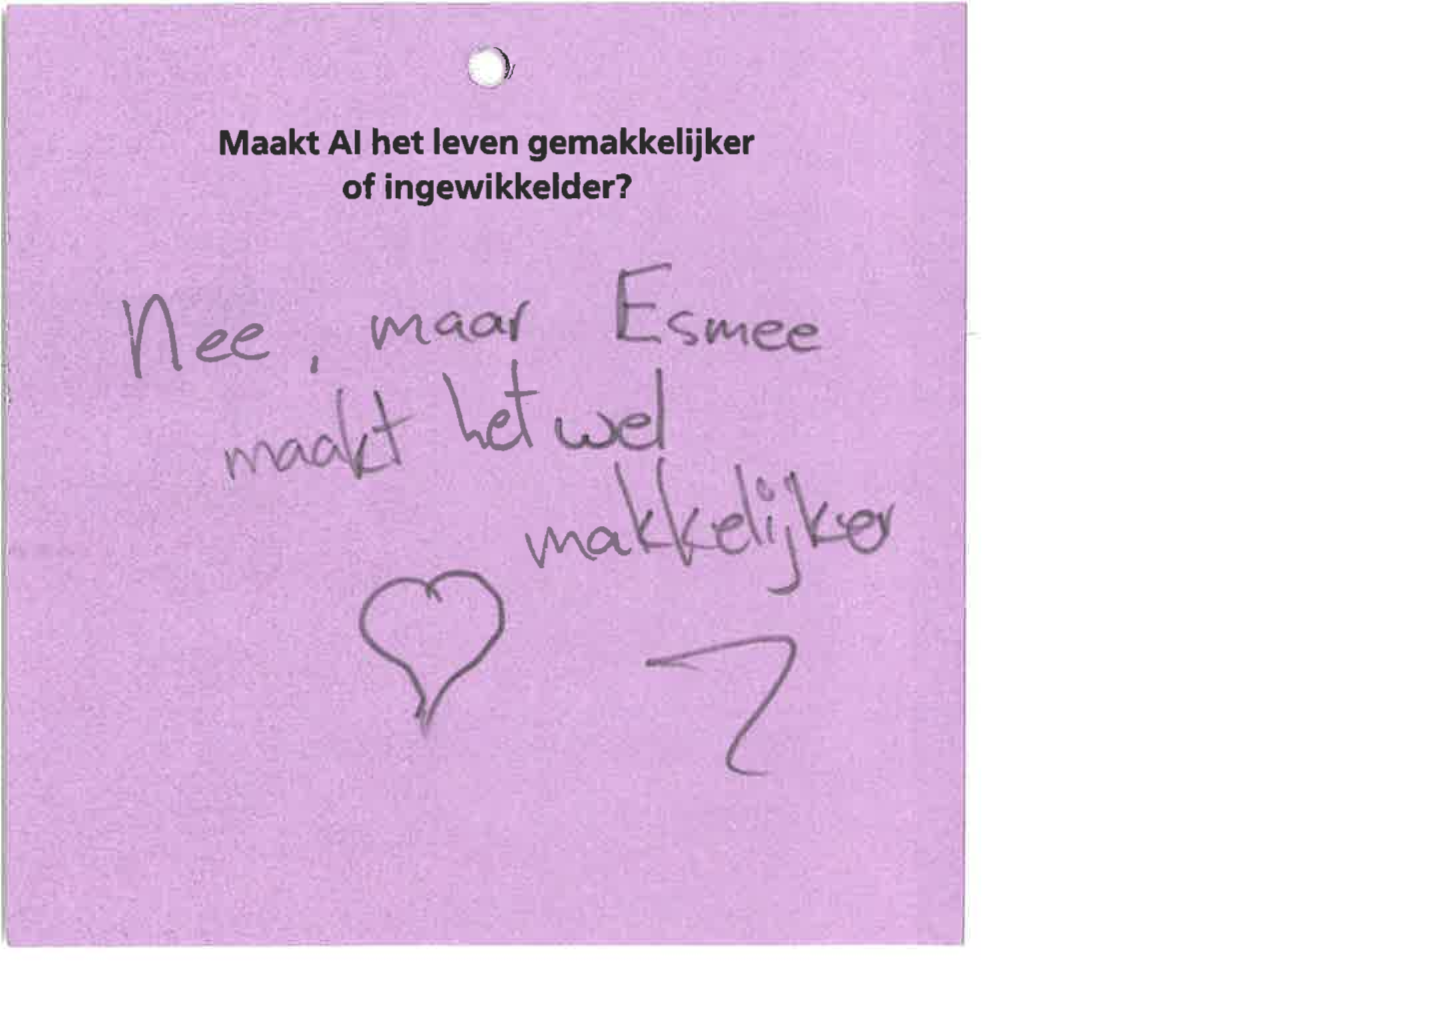 Maakt AI het leven gemakkelijker
of ingewikkelder?
Nee, maar Esmee
maakt het wel
makkelijker